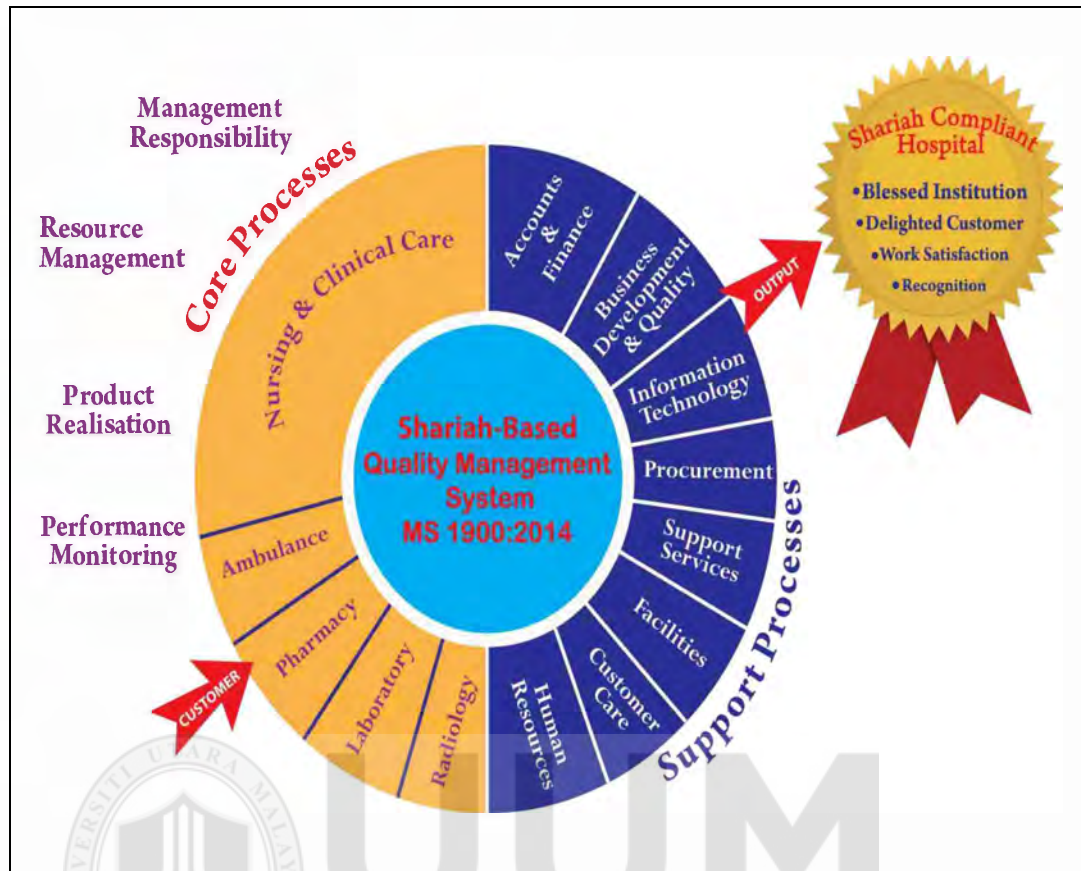 Management
Responsibility
Resource
Management
Product
Realisation
Performance
Monitoring
Core Processes
Nursing & Clinical Care
Ambulance
Pharmacy
Laboratory
Radiology
CUSTOMER
Shariah-Based
Quality Management
System
MS 1900:2014
Accounts
&
Finance
Business
Development
& Quality
Information
Technology
Procurement
Support
Services
Facilities
Customer
Care
Human
Resources
Support Processes
OUTPUT
Shariah Compliant
Hospital
•Blessed Institution
•Delighted Customer
•Work Satisfaction
•Recognition
UUM
UTARA